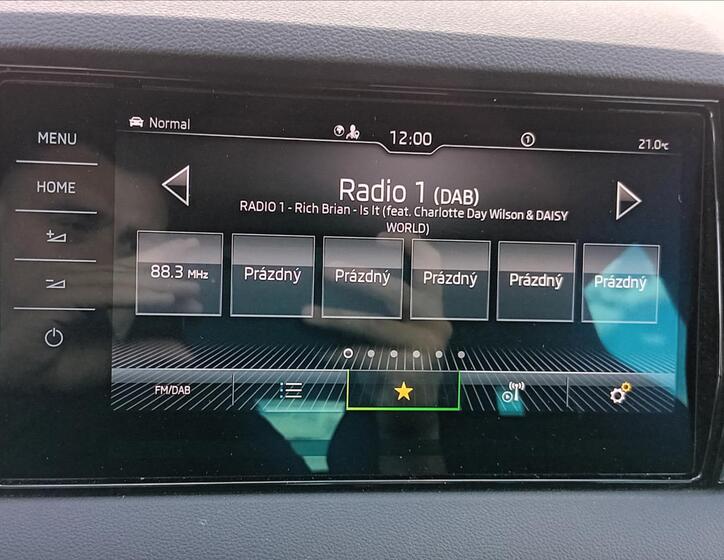 Normal
12:00
1
21.0°C
MENU
HOME
Radio 1 (DAB)
RADIO 1 - Rich Brian - Is It (feat. Charlotte Day Wilson & DAISY
WORLD)
88.3 MHz
Prázdný
Prázdný
Prázdný
Prázdný
Prázdný
FM/DAB